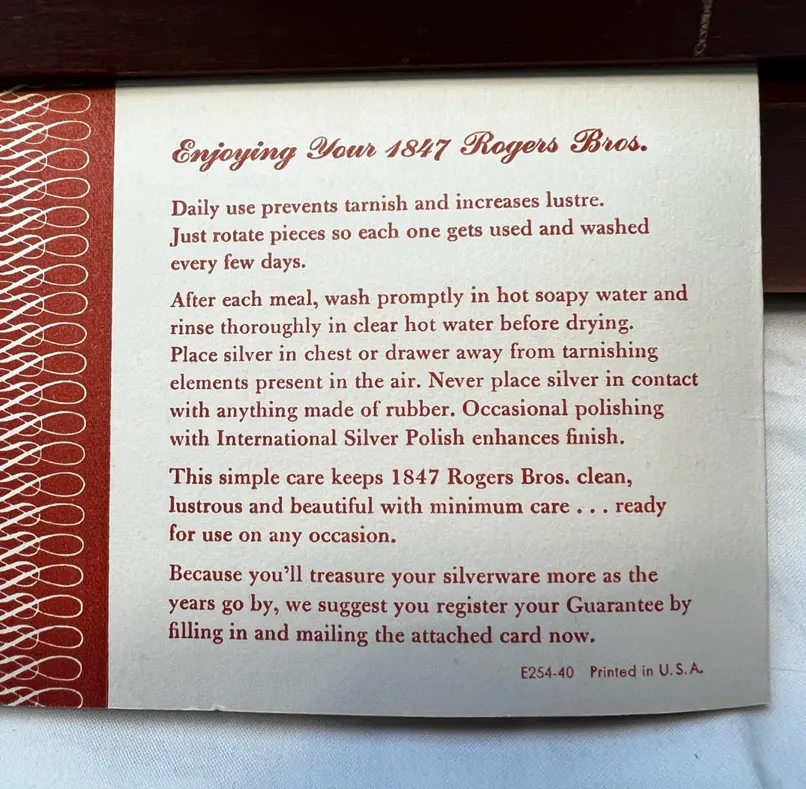 Enjoying Your 1847 Rogers Bros.
Daily use prevents tarnish and increases lustre.
Just rotate pieces so each one gets used and washed
every few days.
After each meal, wash promptly in hot soapy water and
rinse thoroughly in clear hot water before drying.
Place silver in chest or drawer away from tarnishing
elements present in the air. Never place silver in contact
with anything made of rubber. Occasional polishing
with International Silver Polish enhances finish.
This simple care keeps 1847 Rogers Bros. clean,
lustrous and beautiful with minimum care . . . ready
for use on any occasion.
Because you'll treasure your silverware more as the
years go by, we suggest you register your Guarantee by
filling in and mailing the attached card now.
E254-40 Printed in U.S.A.